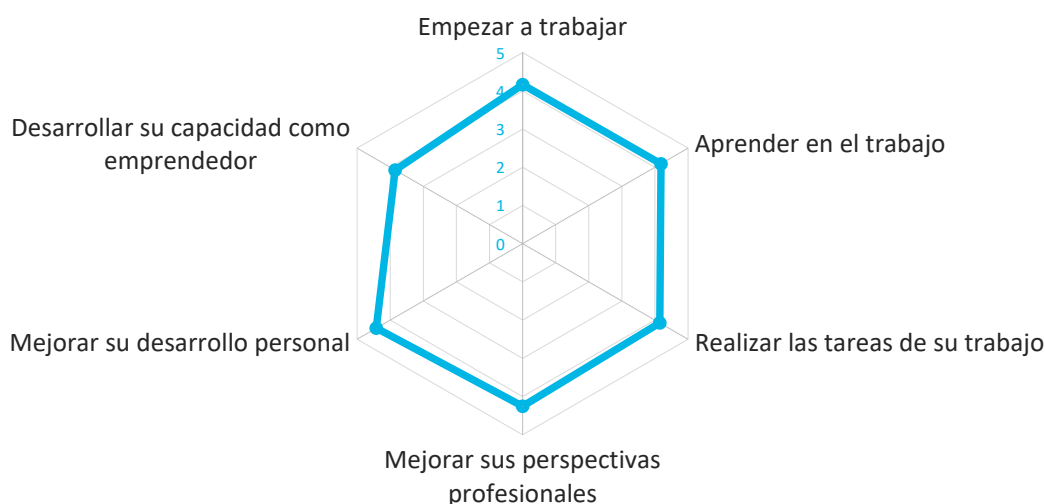 Empezar a trabajar
5
4
3
2
1
0
Desarrollar su capacidad como
emprendedor
Aprender en el trabajo
Mejorar su desarrollo personal
Realizar las tareas de su trabajo
Mejorar sus perspectivas
profesionales